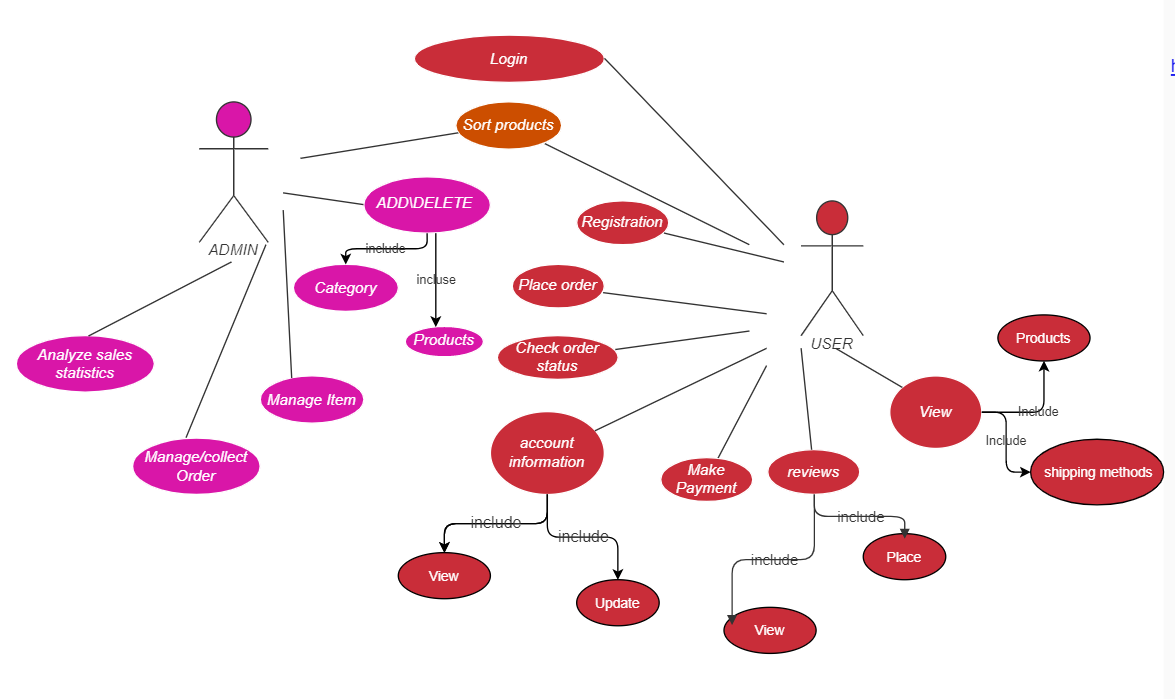 Login
Sort products
ADD\DELETE
Registration
ADMIN
include
incluse
Category
Place order
Products
USER
Check order
status
Analyze sales
statistics
Manage Item
Products
View
Include
Include
shipping methods
account
information
Manage/collect
Order
Make
Payment
reviews
include
include
include
include
View
Update
Place
View